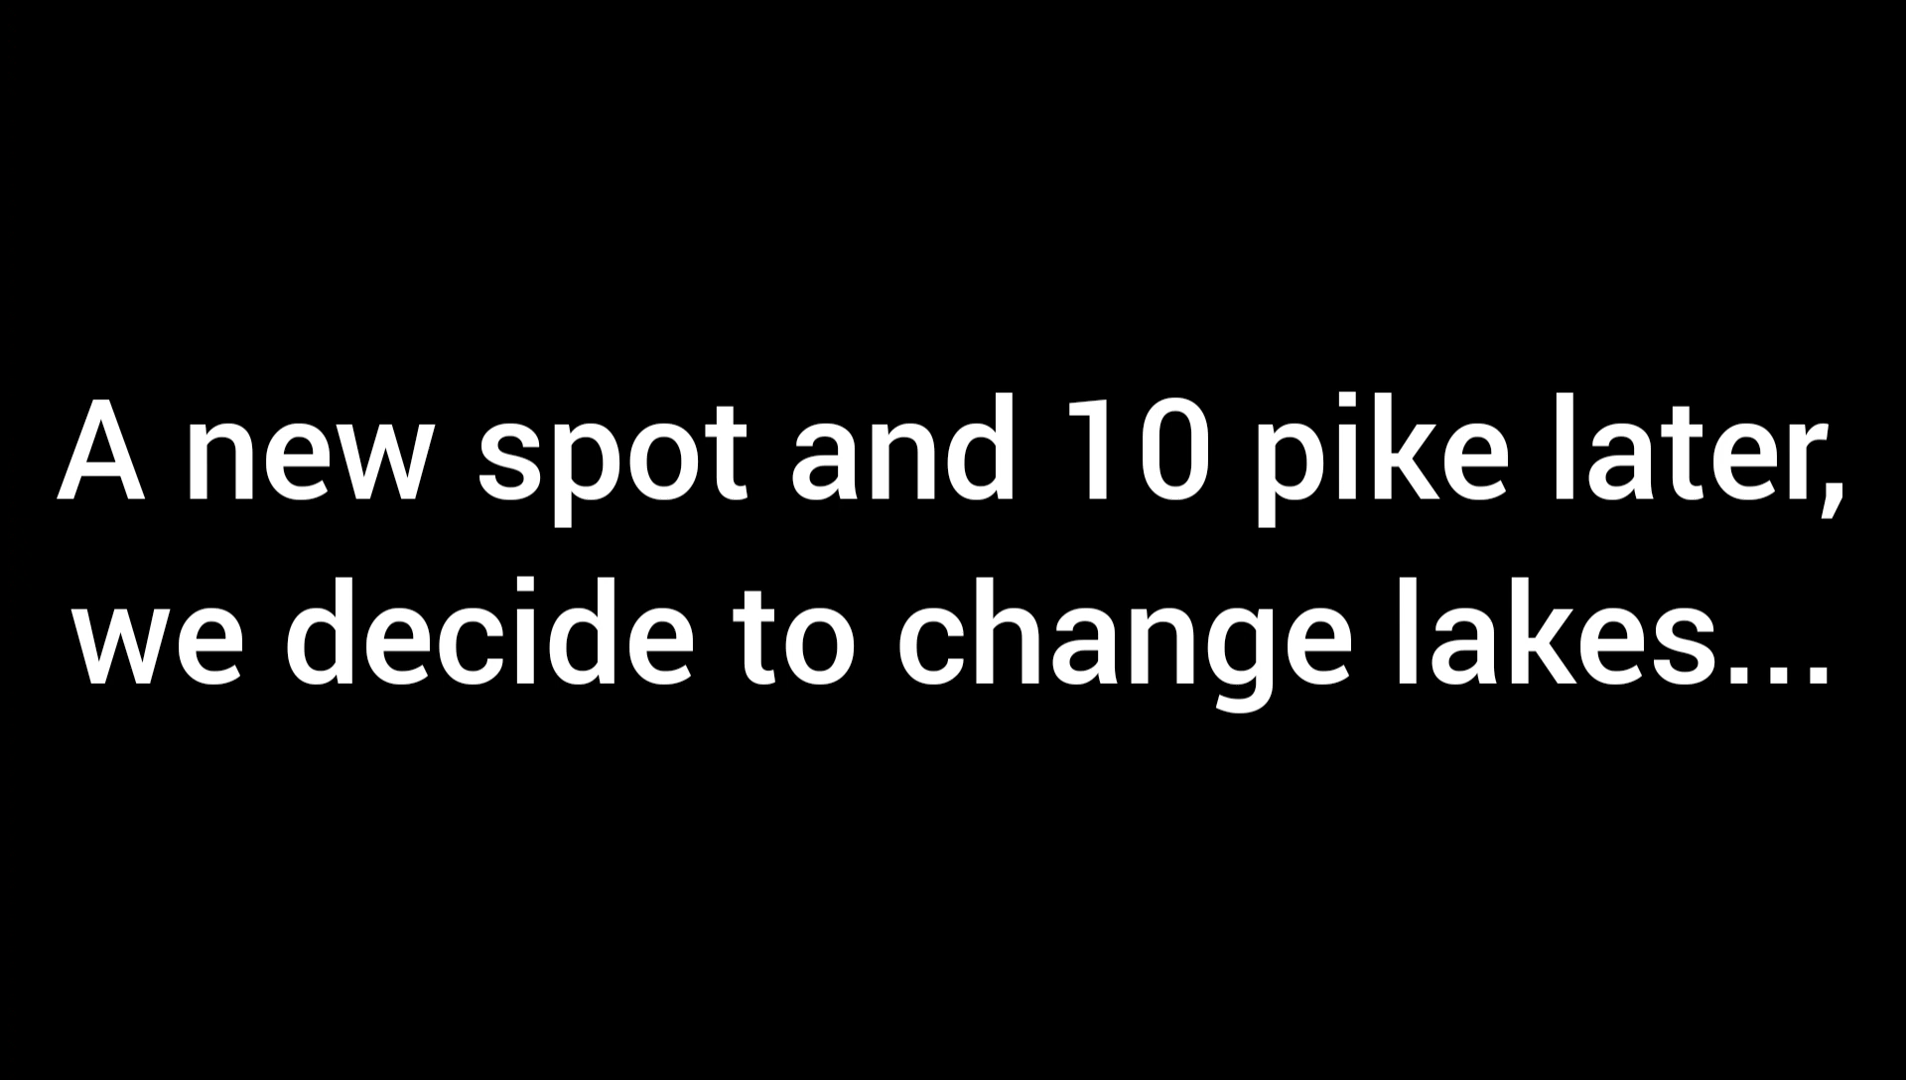 A new spot and 10 pike later,
we decide to change lakes...